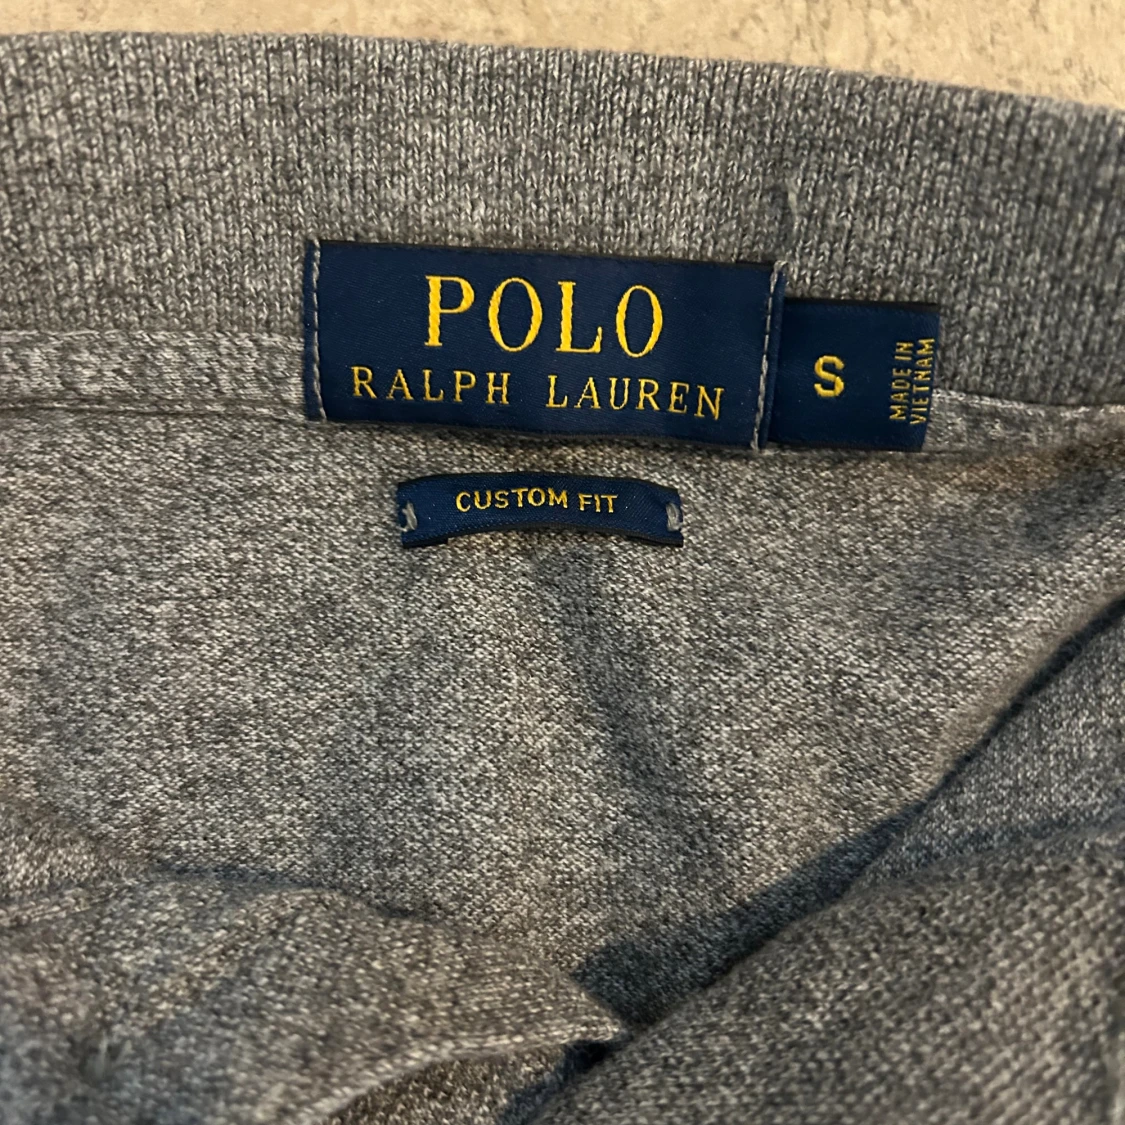 POLO
RALPH LAUREN
S
MADE IN
VIETNAM
CUSTOM FIT